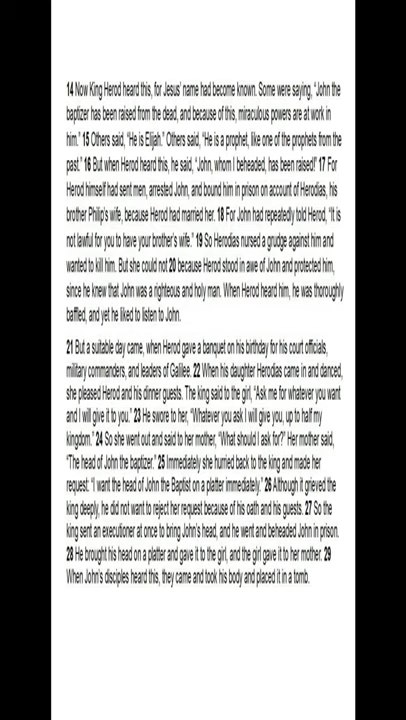 14 Now King Herod heard this, for Jesus' name had become known. Some were saying, “John the
baptizer has been raised from the dead, and because of this, miraculous powers are at work in
him.” 15 Others said, “He is Elijah.” Others said, “He is a prophet, like one of the prophets from the
past.” 16 But when Herod heard this, he said, “John, whom I beheaded, has been raised!” 17 For
Herod himself had sent men, arrested John, and bound him in prison on account of Herodias, his
brother Philip's wife, because Herod had married her. 18 For John had repeatedly told Herod, “It is
not lawful for you to have your brother's wife.” 19 So Herodias nursed a grudge against him and
wanted to kill him. But she could not 20 because Herod stood in awe of John and protected him,
since he knew that John was a righteous and holy man. When Herod heard him, he was thoroughly
baffled, and yet he liked to listen to John.
21 But a suitable day came, when Herod gave a banquet on his birthday for his court officials,
military commanders, and leaders of Galilee. 22 When his daughter Herodias came in and danced,
she pleased Herod and his dinner guests. The king said to the girl, “Ask me for whatever you want
and I will give it to you.” 23 He swore to her, “Whatever you ask I will give you, up to half my
kingdom.” 24 So she went out and said to her mother, “What should I ask for?” Her mother said,
“The head of John the baptizer.” 25 Immediately she hurried back to the king and made her
request: “I want the head of John the Baptist on a platter immediately.” 26 Although it grieved the
king deeply, he did not want to reject her request because of his oath and his guests. 27 So the
king sent an executioner at once to bring John's head, and he went and beheaded John in prison.
28 He brought his head on a platter and gave it to the girl, and the girl gave it to her mother. 29
When John's disciples heard this, they came and took his body and placed it in a tomb.